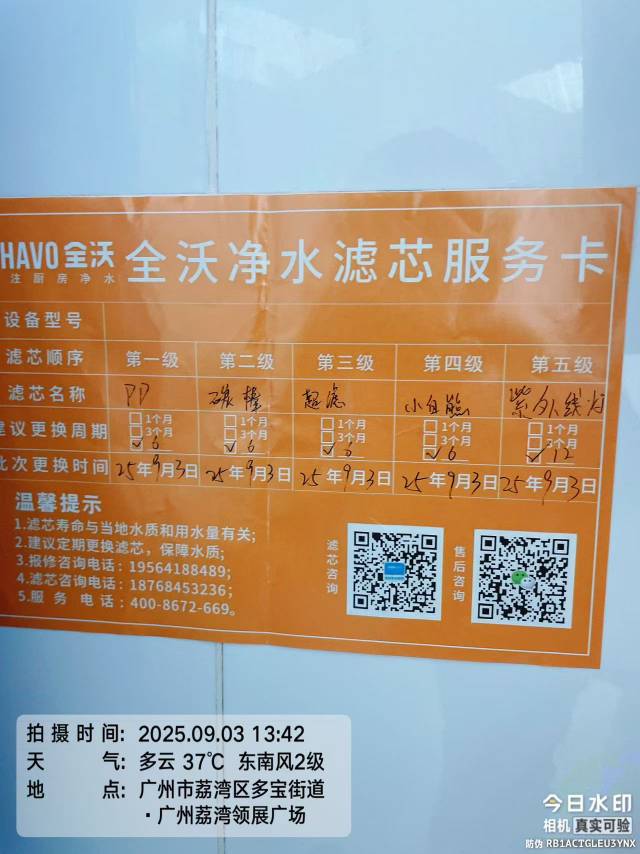 HAVO 全沃
注厨房净水
全沃净水滤芯服务卡
设备型号
滤芯顺序 第一级 第二级 第三级 第四级 第五级
滤芯名称 PP 碳棒 超滤 小白熊 紫外线灯
建议更换周期 1个月 1个月 1个月 1个月 1个月
3个月 3个月 3个月 3个月 3个月
6 6 6 6 12
此次更换时间 25年9月3日 25年9月3日 25年9月3日 25年9月3日 25年9月3日
温馨提示
1.滤芯寿命与当地水质和用水量有关;
2.建议定期更换滤芯,保障水质;
3.报修咨询电话:19564188489;
4.滤芯咨询电话:18768453236;
5.服务电话:400-8672-669。
滤芯咨询
售后咨询
拍摄时间: 2025.09.03 13:42
天气: 多云 37℃ 东南风2级
地点: 广州市荔湾区多宝街道
·广州荔湾领展广场
今日水印
相机 真实可验
防伪 RB1ACTGLEU3YNX